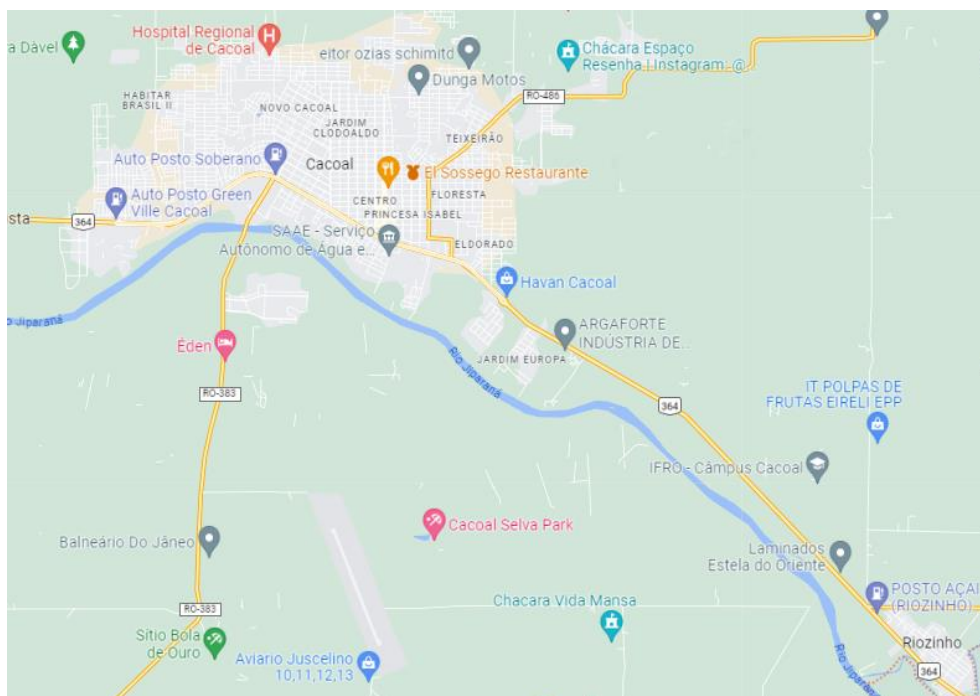 Hospital Regional
de Cacoal
a Dável
eitor ozias schimitd
Chácara Espaço
Resenha | Instagram @
Dunga Motos
HABITAR
BRASIL II
NOVO CACOAL
RO-486
JARDIM
CLODOALDO
TEIXEIRÃO
Auto Posto Soberano
Cacoal
El Sossego Restaurante
Auto Posto Green
Ville Cacoal
CENTRO
FLORESTA
PRINCESA ISABEL
sta
364
SAAE - Serviço
Autônomo de Água e...
ELDORADO
Havan Cacoal
o Jiparaná
ARGAFORTE
INDÚSTRIA DE...
Éden
Rio Jiparaná
JARDIM EUROPA
IT POLPAS DE
FRUTAS EIRELI EPP
RO-383
364
IFRO - Câmpus Cacoal
Cacoal Selva Park
Balneário Do Jâneo
Laminados
Estela do Oriente
POSTO AÇAI
(RIOZINHO)
RO-383
Chacara Vida Mansa
Sítio Bola
de Ouro
Riozinho
Aviario Juscelino
10,11,12,13
364